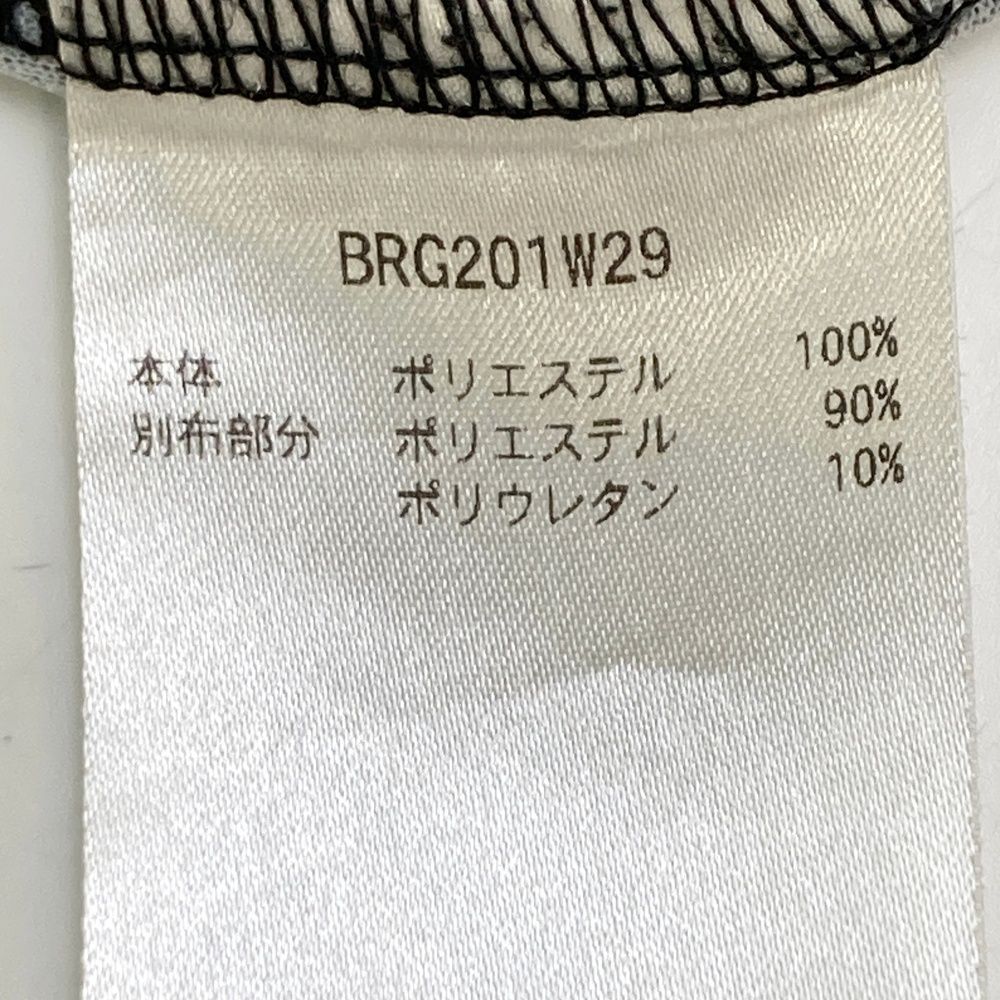 BRG201W29
本体 ポリエステル 100%
別布部分 ポリエステル 90%
ポリウレタン 10%